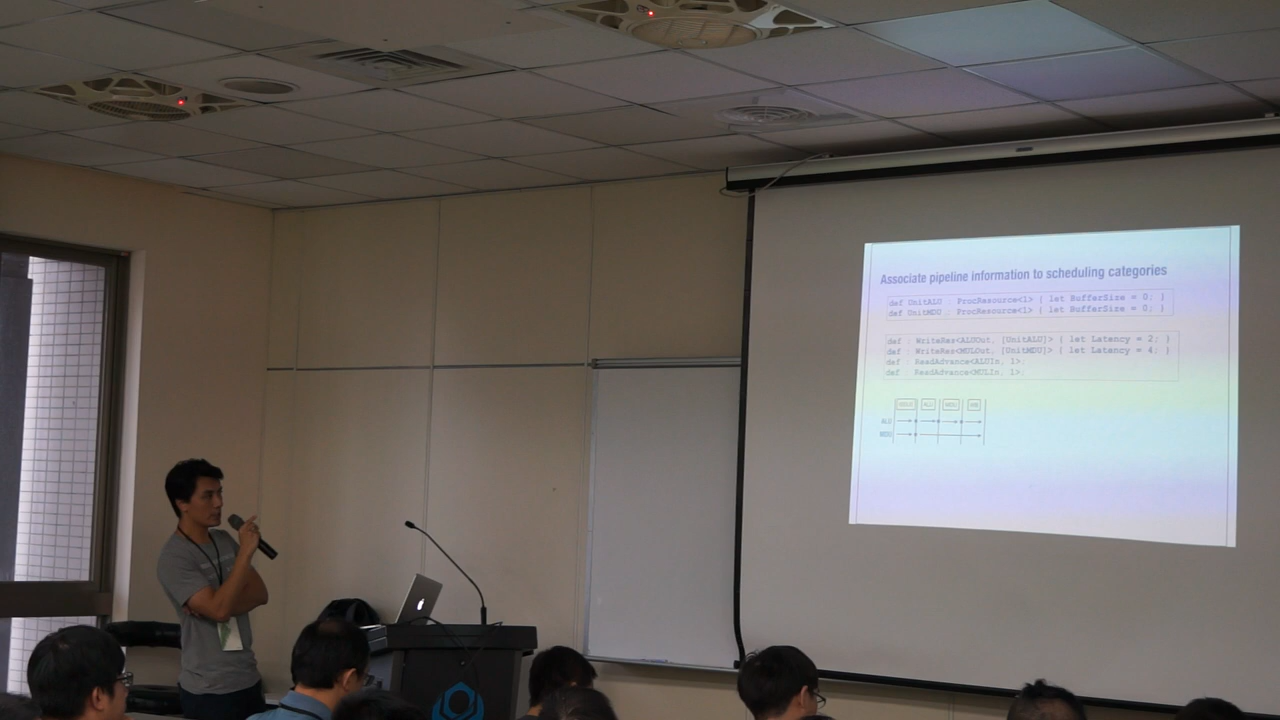 Associate pipeline information to scheduling categories
def UnitALU : ProcResource<1> { let BufferSize = 0; }
def UnitMDU : ProcResource<1> { let BufferSize = 0; }
def : WriteRes<ALUOut, [UnitALU]> { let Latency = 2; }
def : WriteRes<MULOut, [UnitMDU]> { let Latency = 4; }
def : ReadAdvance<ALUIn, 1>;
def : ReadAdvance<MULIn, 1>;
ALU
ALU
MDU